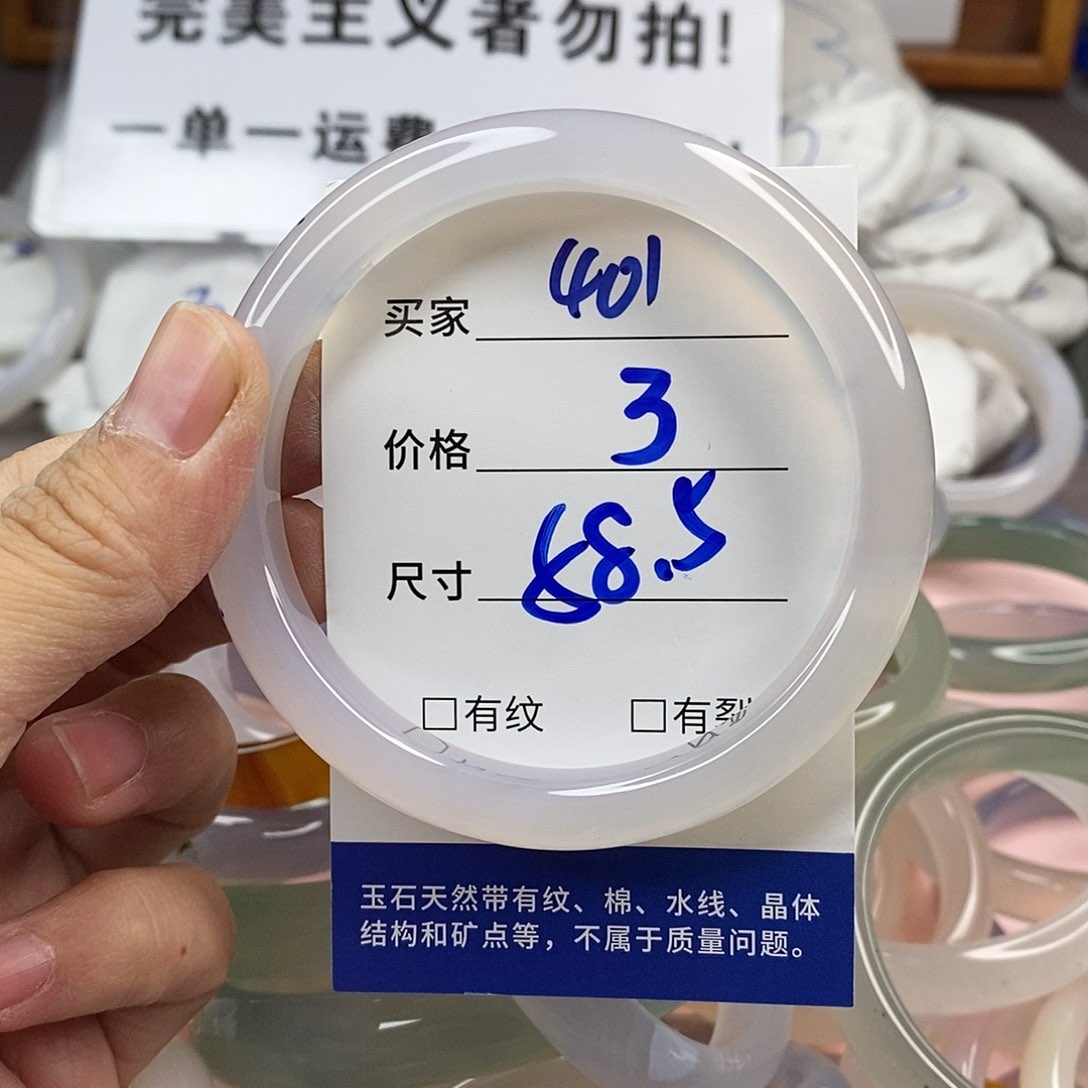 完美主义者勿拍!
一单一运费
买家 401
价格 3
尺寸 58.5
□有纹 □有裂
玉石天然带有纹、棉、水线、晶体
结构和矿点等，不属于质量问题。